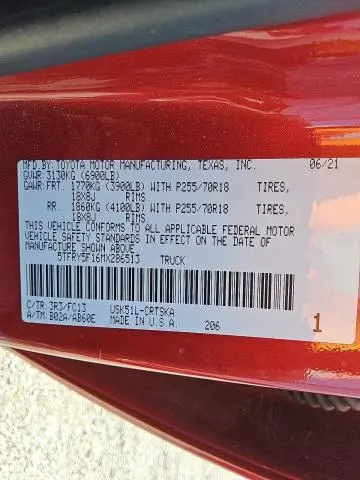 MFD.BY:TOYOTA MOTOR MANUFACTURING, TEXAS, INC. 06/21
GVWR:3130KG (6900LB)
GAWR:FRT. 1770KG (3900LB) WITH P255/70R18 TIRES,
18X8J RIMS
RR. 1860KG (4100LB) WITH P255/70R18 TIRES,
18X8J RIMS
THIS VEHICLE CONFORMS TO ALL APPLICABLE FEDERAL MOTOR
VEHICLE SAFETY STANDARDS IN EFFECT ON THE DATE OF
MANUFACTURE SHOWN ABOVE.
5TFRY5F16MX286513 TRUCK
C/TR:3R3/FC13 USK51L-CRTSKA
A/TM:B02A/AB60E MADE IN U.S.A. 206 1